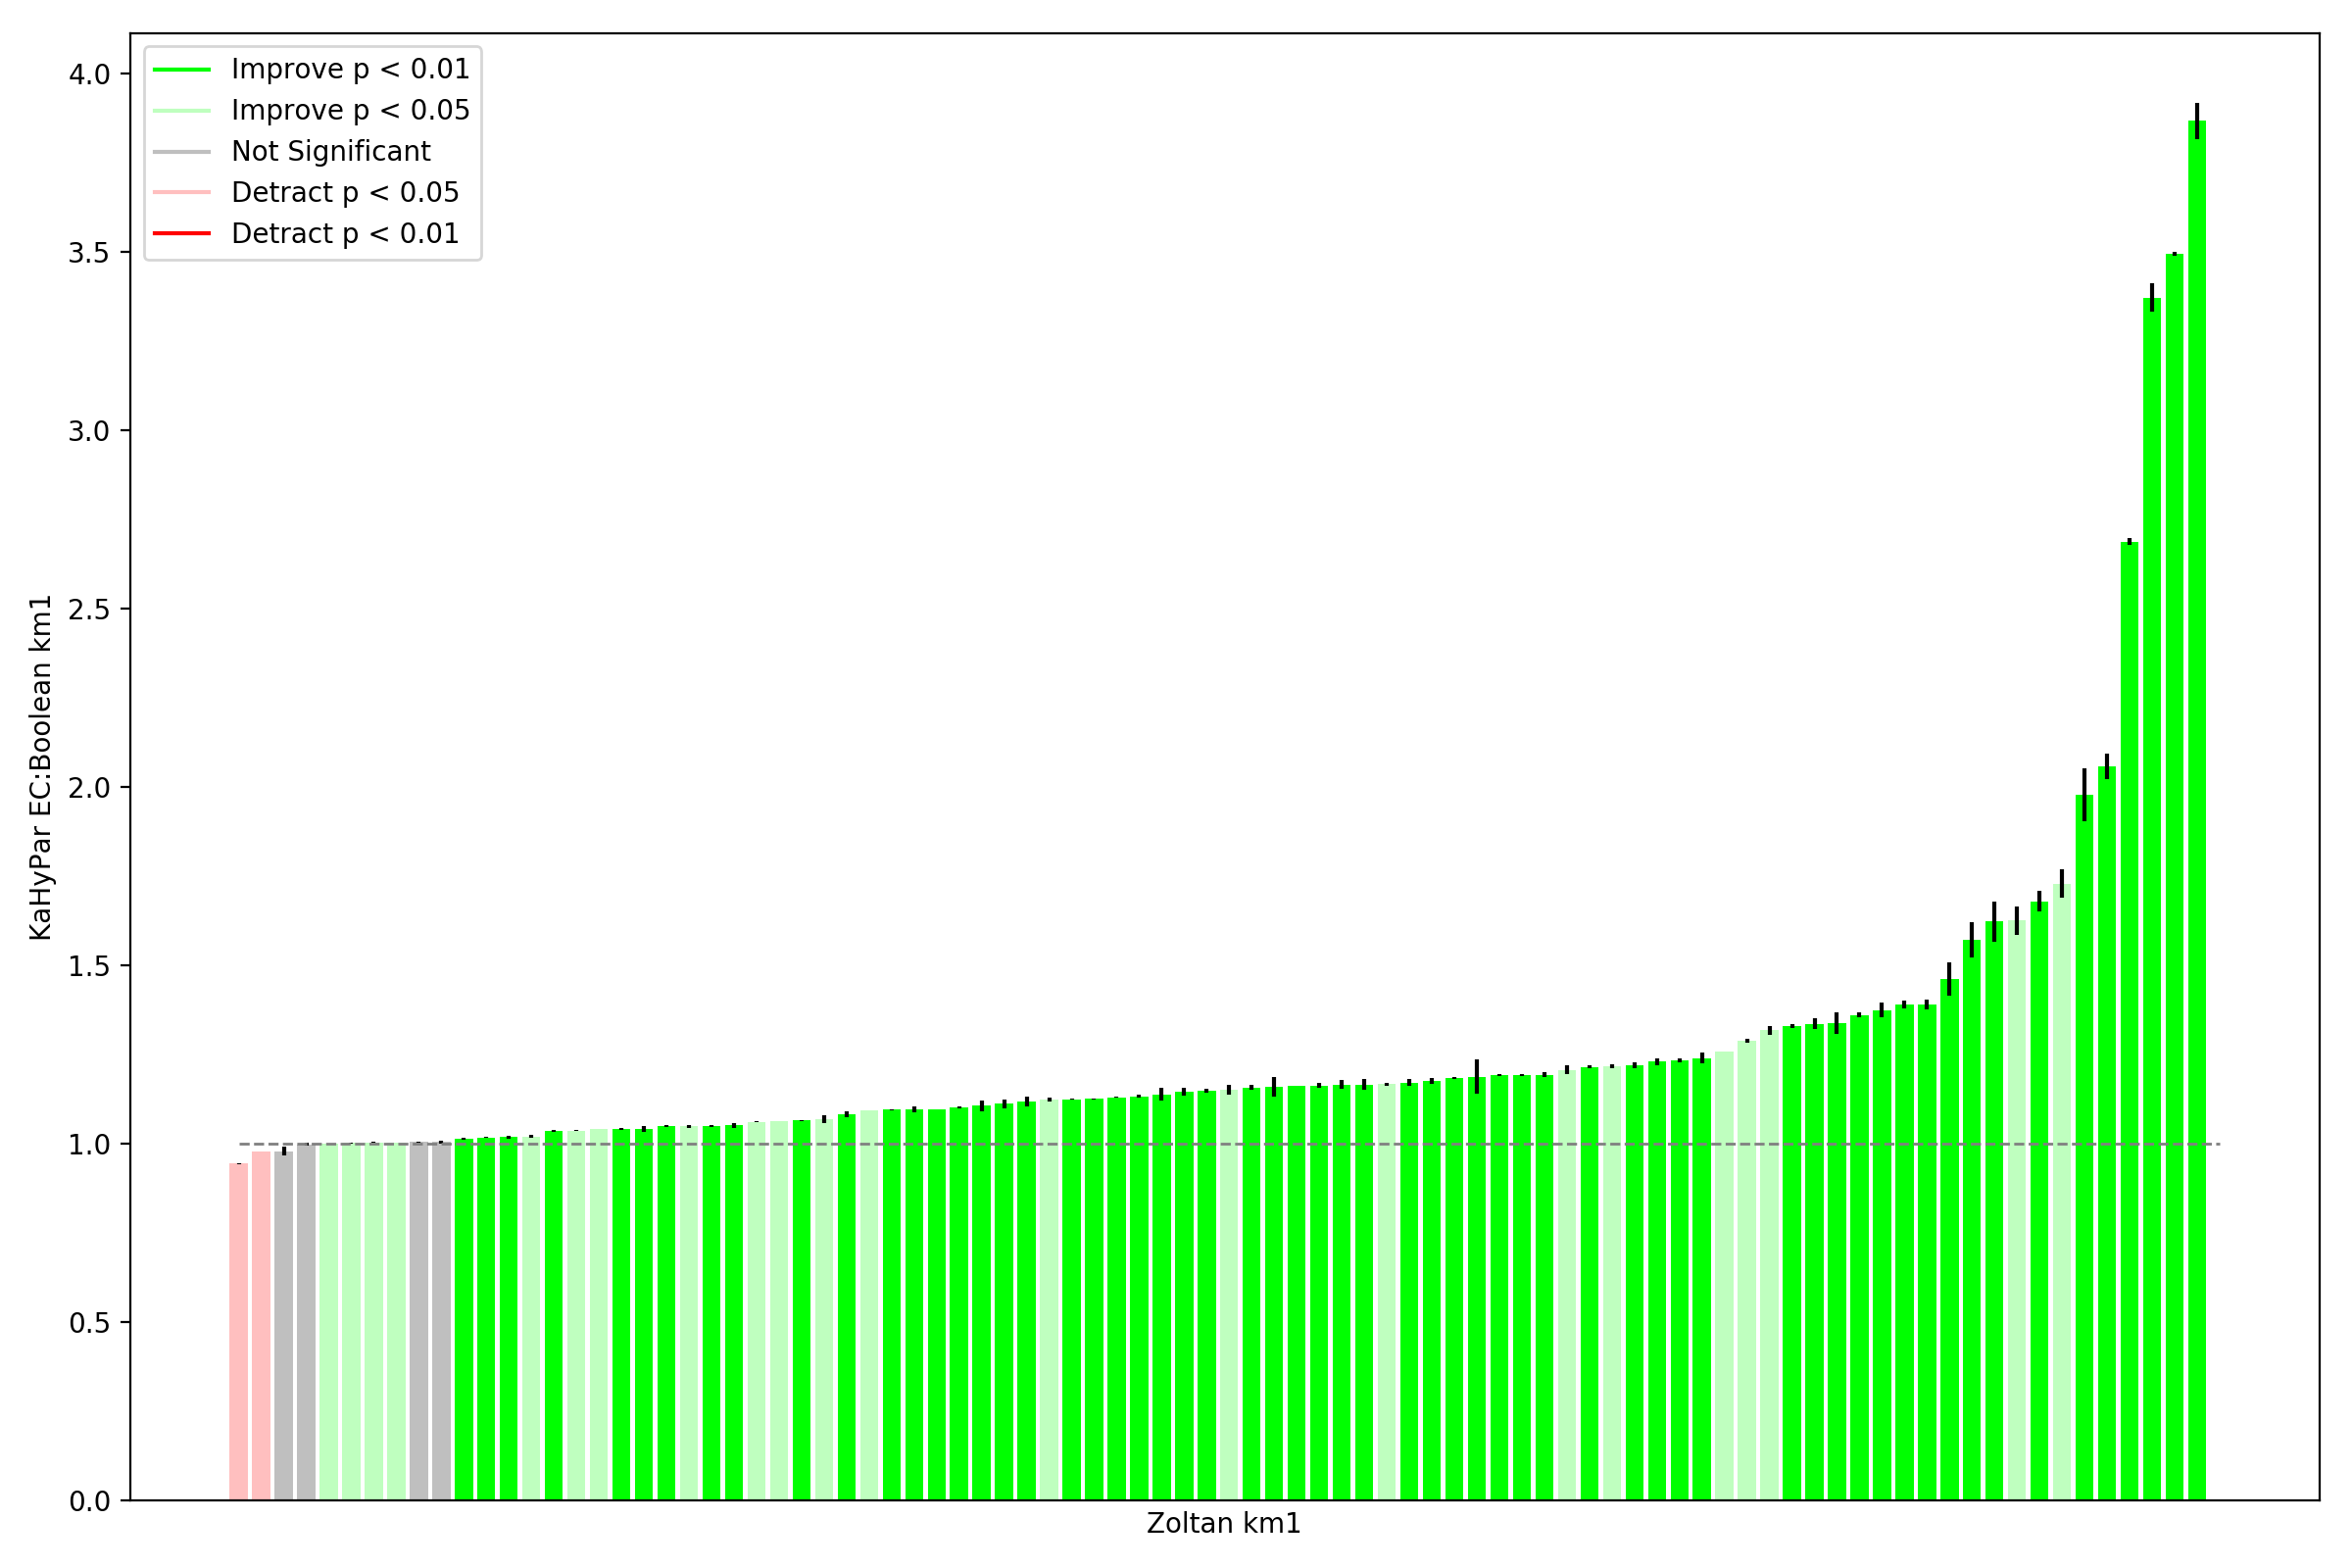 Improve p < 0.01
Improve p < 0.05
Not Significant
Detract p < 0.05
Detract p < 0.01
4.0
3.5
3.0
2.5
2.0
1.5
1.0
0.5
0.0
KaHyPar EC:Boolean km1
Zoltan km1